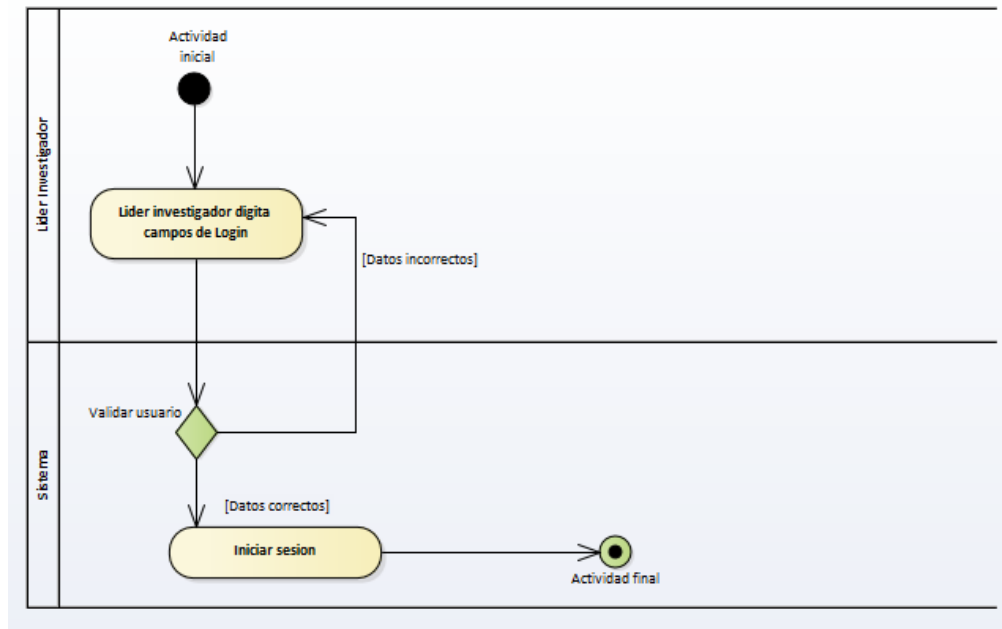 Actividad
inicial
Lider Investigador
Lider investigador digita
campos de Login
[Datos incorrectos]
Validar usuario
Sistema
[Datos correctos]
Iniciar sesion
Actividad final